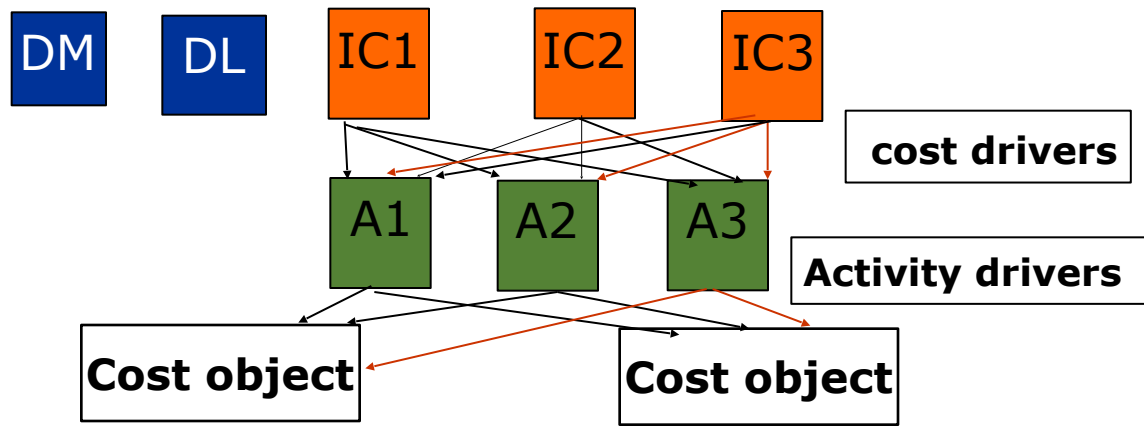 DM
DL
IC1
IC2
IC3
cost drivers
A1
A2
A3
Activity drivers
Cost object
Cost object